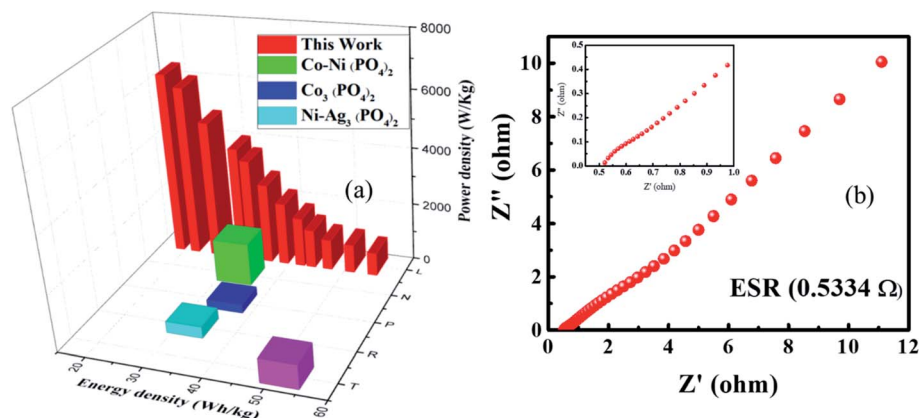 8000
6000
4000
2000
0
Power density (W/Kg)
This Work
Co-Ni (PO₄)₂
Co₃ (PO₄)₂
Ni-Ag₃ (PO₄)₂
(a)
L
N
P
R
T
20
30
40
50
60
Energy density (Wh/kg)
10
8
6
4
2
0
Z'' (ohm)
0.5
0.4
0.3
0.2
0.1
0.0
Z'' (ohm)
0.5 0.6 0.7 0.8 0.9 1.0
Z' (ohm)
(b)
ESR (0.5334 Ω)
0 2 4 6 8 10 12
Z' (ohm)